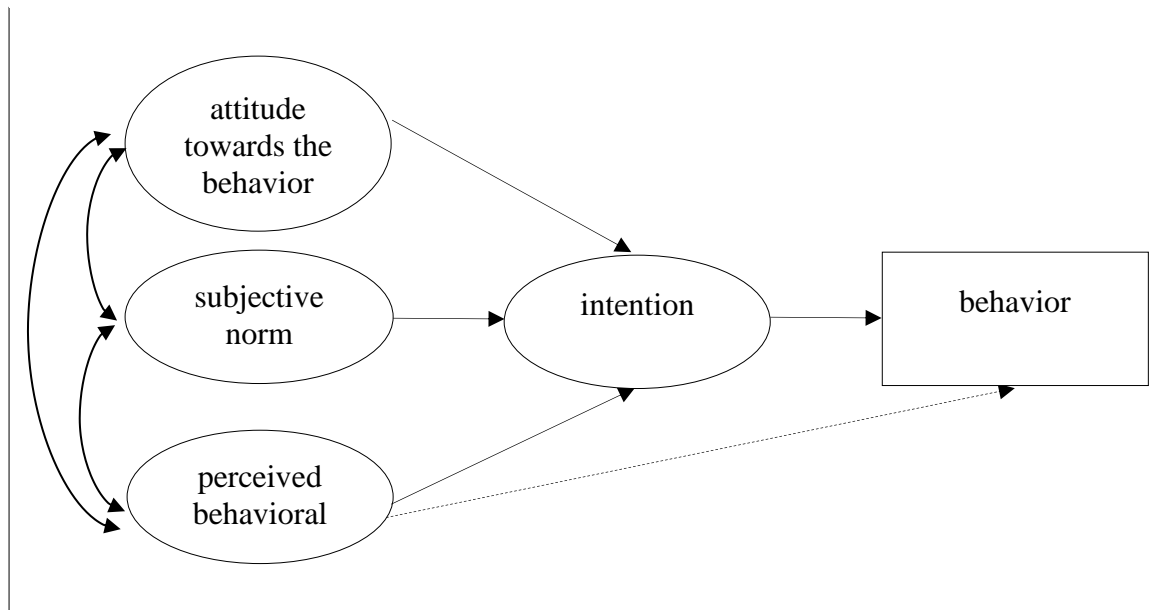 attitude
towards the
behavior
subjective
norm
intention
behavior
perceived
behavioral